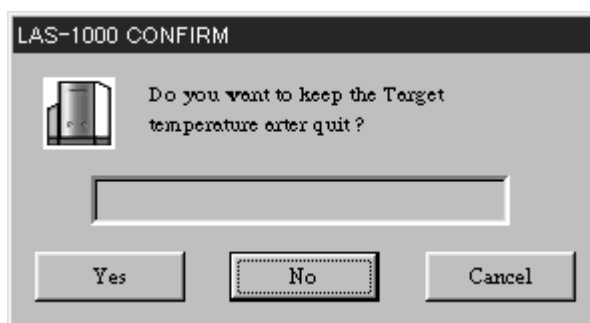 LAS-1000 CONFIRM
Do you want to keep the Target
temperature arter quit ?
Yes
No
Cancel